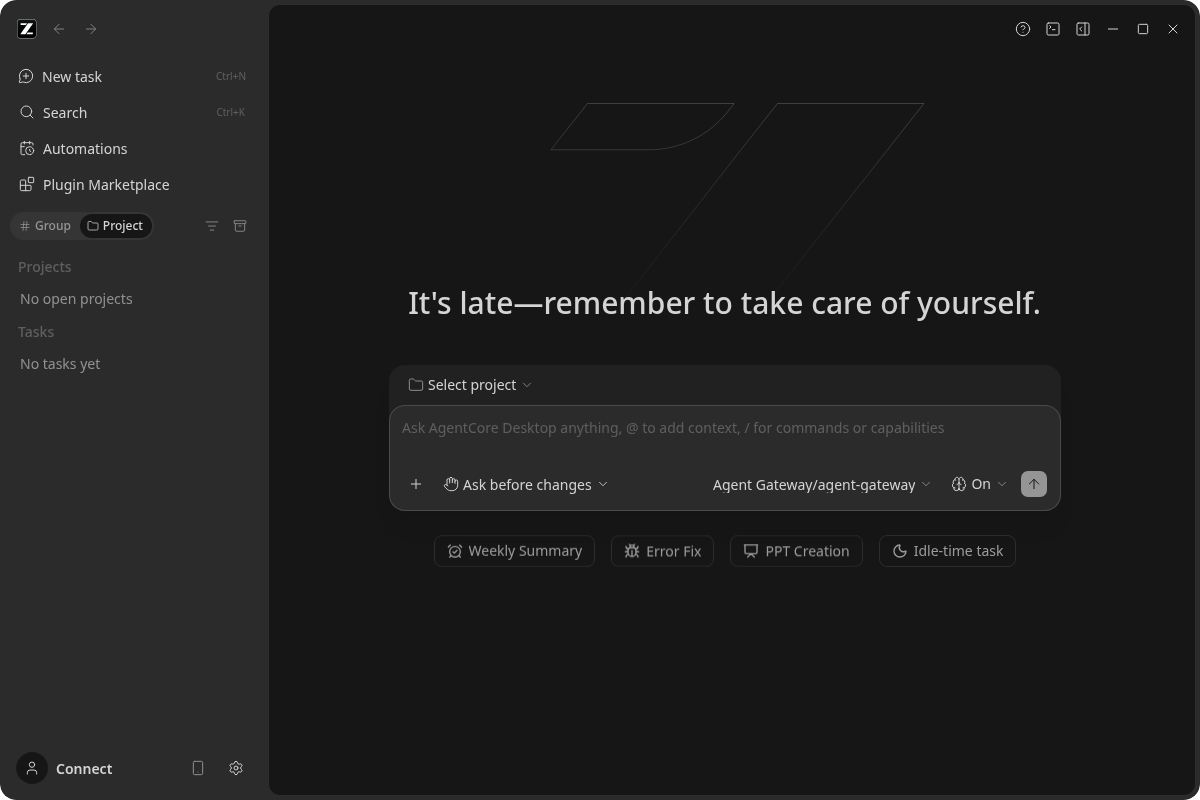 New task Ctrl+N
Search Ctrl+K
Automations
Plugin Marketplace
Group Project
Projects
No open projects
Tasks
No tasks yet
Connect
It's late—remember to take care of yourself.
Select project
Ask AgentCore Desktop anything, @ to add context, / for commands or capabilities
Ask before changes Agent Gateway/agent-gateway On
Weekly Summary Error Fix PPT Creation Idle-time task